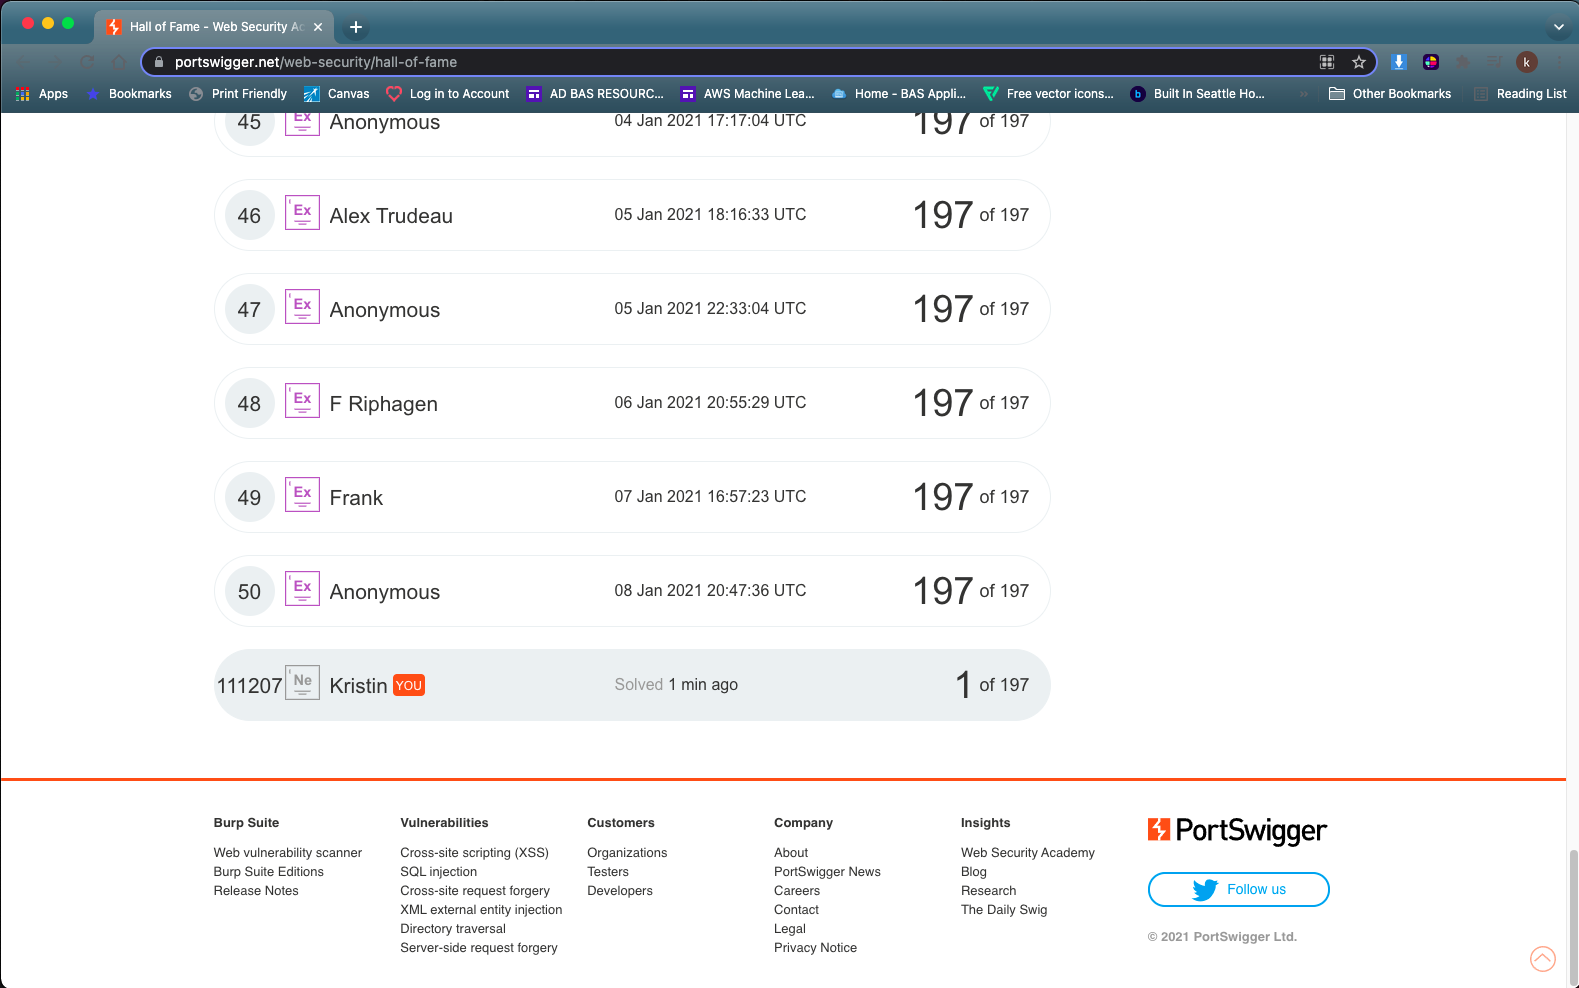 Hall of Fame - Web Security Ac
portswigger.net/web-security/hall-of-fame
k
Apps Bookmarks Print Friendly Canvas Log in to Account AD BAS RESOURC... AWS Machine Lea... Home - BAS Appli... Free vector icons... b Built In Seattle Ho... » Other Bookmarks Reading List
45 Ex Anonymous 04 Jan 2021 17:17:04 UTC 197 of 197
46 Ex Alex Trudeau 05 Jan 2021 18:16:33 UTC 197 of 197
47 Ex Anonymous 05 Jan 2021 22:33:04 UTC 197 of 197
48 Ex F Riphagen 06 Jan 2021 20:55:29 UTC 197 of 197
49 Ex Frank 07 Jan 2021 16:57:23 UTC 197 of 197
50 Ex Anonymous 08 Jan 2021 20:47:36 UTC 197 of 197
111207 Ne Kristin YOU Solved 1 min ago 1 of 197
Burp Suite
Web vulnerability scanner
Burp Suite Editions
Release Notes
Vulnerabilities
Cross-site scripting (XSS)
SQL injection
Cross-site request forgery
XML external entity injection
Directory traversal
Server-side request forgery
Customers
Organizations
Testers
Developers
Company
About
PortSwigger News
Careers
Contact
Legal
Privacy Notice
Insights
Web Security Academy
Blog
Research
The Daily Swig
PortSwigger
Follow us
© 2021 PortSwigger Ltd.